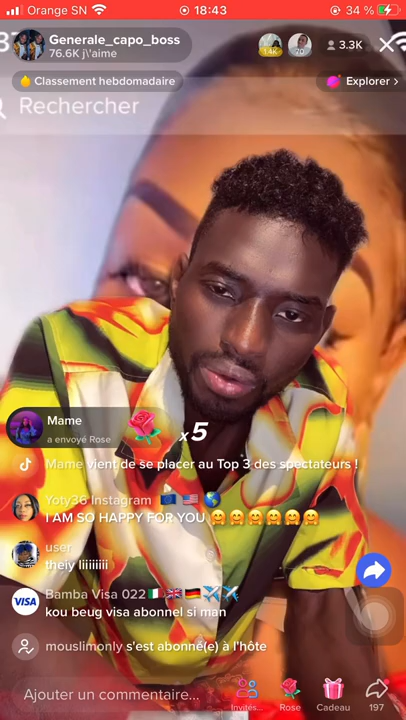 Orange SN
18:43
34 %
Generale_capo_boss
76.6K j\'aime
1.4K
70
3.3K
Classement hebdomadaire
Explorer >
Rechercher
Mame
a envoyé Rose
x5
Mame vient de se placer au Top 3 des spectateurs !
Yoty36 Instagram 🇪🇺🇺🇸🌎
I AM SO HAPPY FOR YOU 🤗🤗🤗🤗🤗🤗
user
theiy liiiiiii
VISA
Bamba Visa 022🇮🇹🇬🇧🇩🇪✈️✈️
kou beug visa abonnel si man
mouslimonly s'est abonné(e) à l'hôte
Ajouter un commentaire...
Invités...
Rose
Cadeau
197